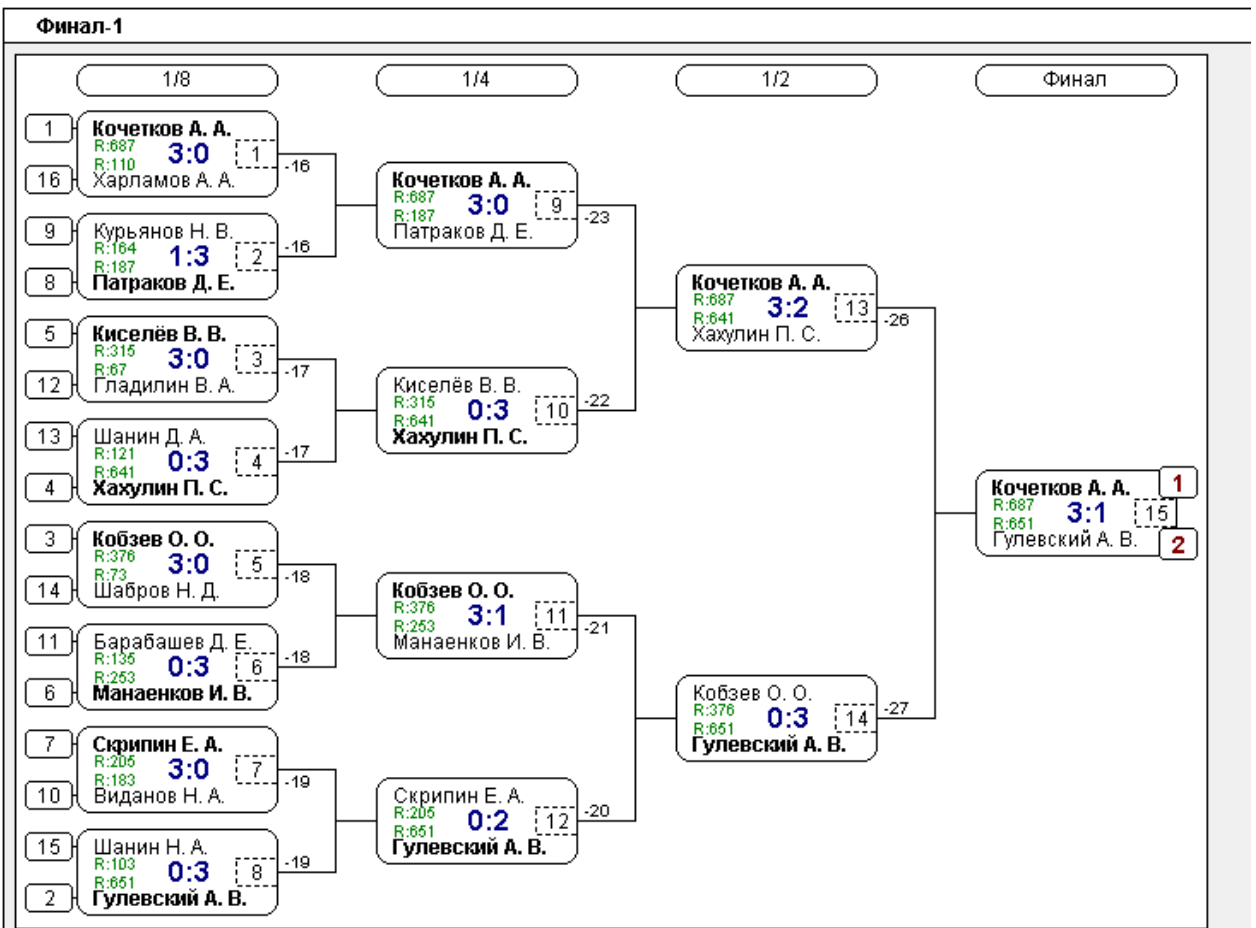 Финал-1
1/8
1/4
1/2
Финал
1
Кочетков А. А.
R:687
3:0
1
-16
R:110
16
Харламов А. А.
9
Курьянов Н. В.
R:164
1:3
2
-16
R:187
8
Патраков Д. Е.
5
Киселёв В. В.
R:315
3:0
3
-17
R:67
12
Гладилин В. А.
13
Шанин Д. А.
R:121
0:3
4
-17
R:641
4
Хахулин П. С.
3
Кобзев О. О.
R:376
3:0
5
-18
R:73
14
Шабров Н. Д.
11
Барабашев Д. Е.
R:135
0:3
6
-18
R:253
6
Манаенков И. В.
7
Скрипин Е. А.
R:205
3:0
7
-19
R:183
10
Виданов Н. А.
15
Шанин Н. А.
R:103
0:3
8
-19
R:651
2
Гулевский А. В.
Кочетков А. А.
R:687
3:0
9
-23
R:187
Патраков Д. Е.
Киселёв В. В.
R:315
0:3
10
-22
R:641
Хахулин П. С.
Кобзев О. О.
R:376
3:1
11
-21
R:253
Манаенков И. В.
Скрипин Е. А.
R:205
0:2
12
-20
R:651
Гулевский А. В.
Кочетков А. А.
R:687
3:2
13
-26
R:641
Хахулин П. С.
Кобзев О. О.
R:376
0:3
14
-27
R:651
Гулевский А. В.
Кочетков А. А.
1
R:687
3:1
15
R:651
Гулевский А. В.
2